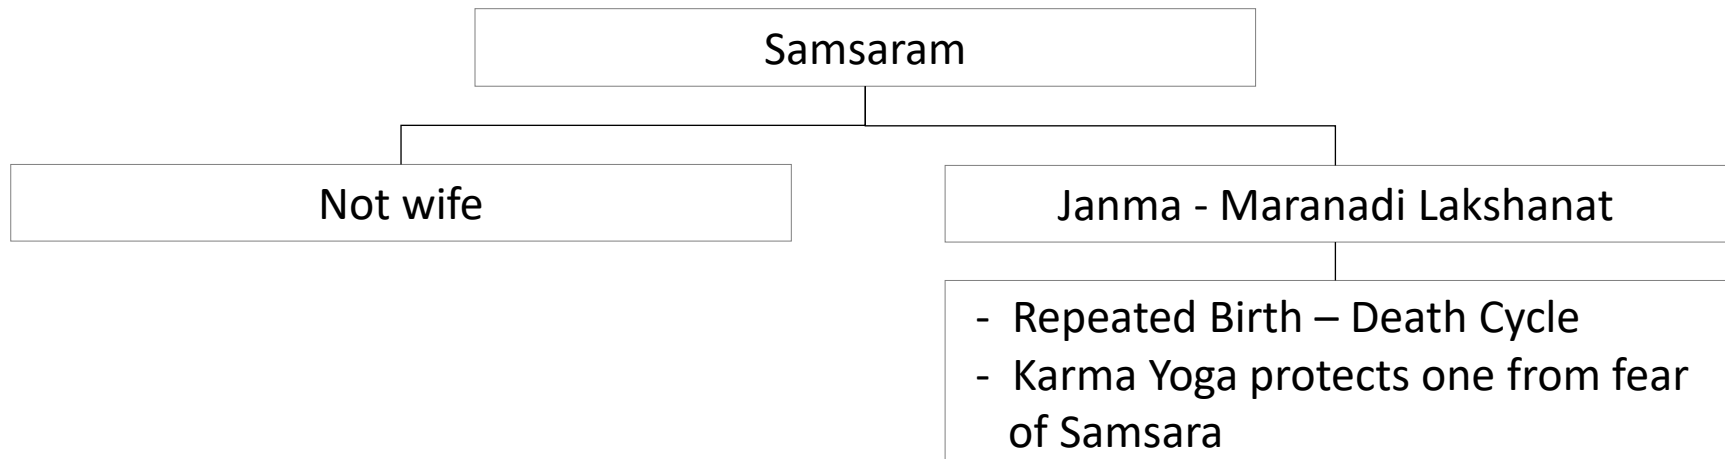 Samsaram
Not wife
Janma - Maranadi Lakshanat
- Repeated Birth – Death Cycle
- Karma Yoga protects one from fear
of Samsara